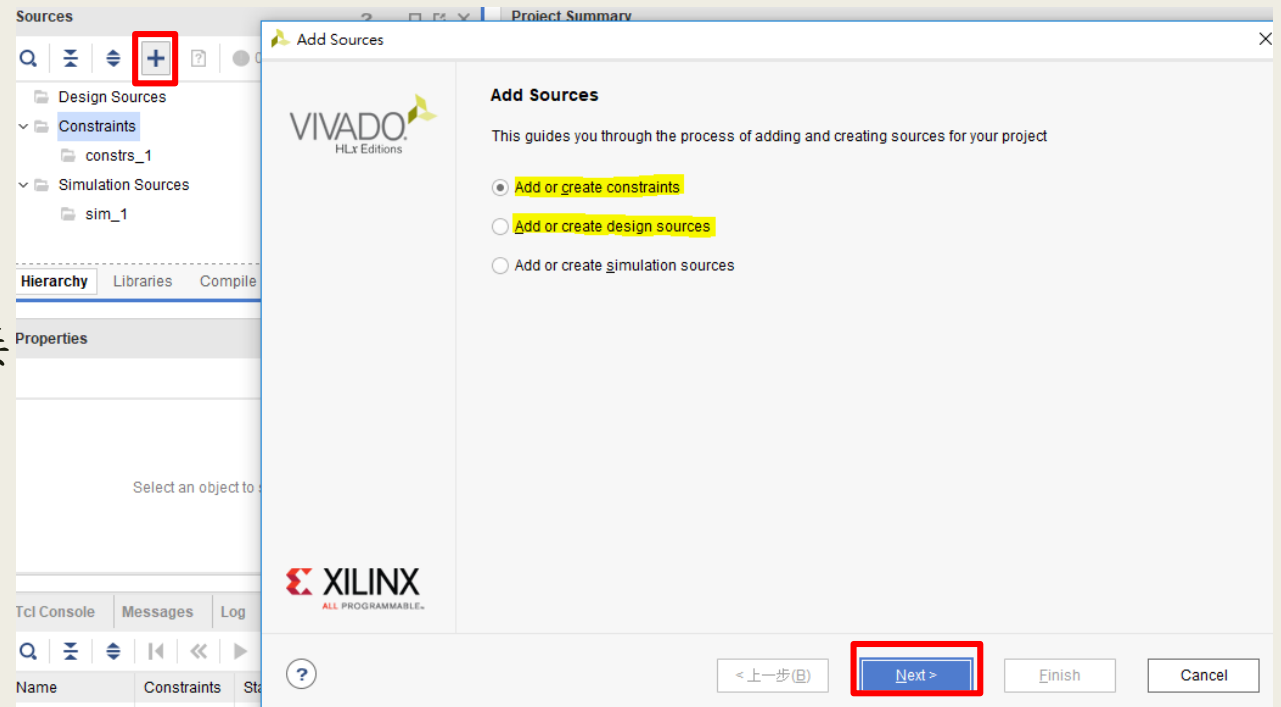 Sources
Project Summary
Add Sources
Design Sources
Constraints
constrs_1
Simulation Sources
sim_1
Hierarchy Libraries Compile
Properties
Select an object to
Tcl Console Messages Log
Name Constraints
VIVADO.
HLx Editions
Add Sources
This guides you through the process of adding and creating sources for your project
Add or create constraints
Add or create design sources
Add or create simulation sources
XILINX
ALL PROGRAMMABLE.
? < 上一步(B) Next > Finish Cancel